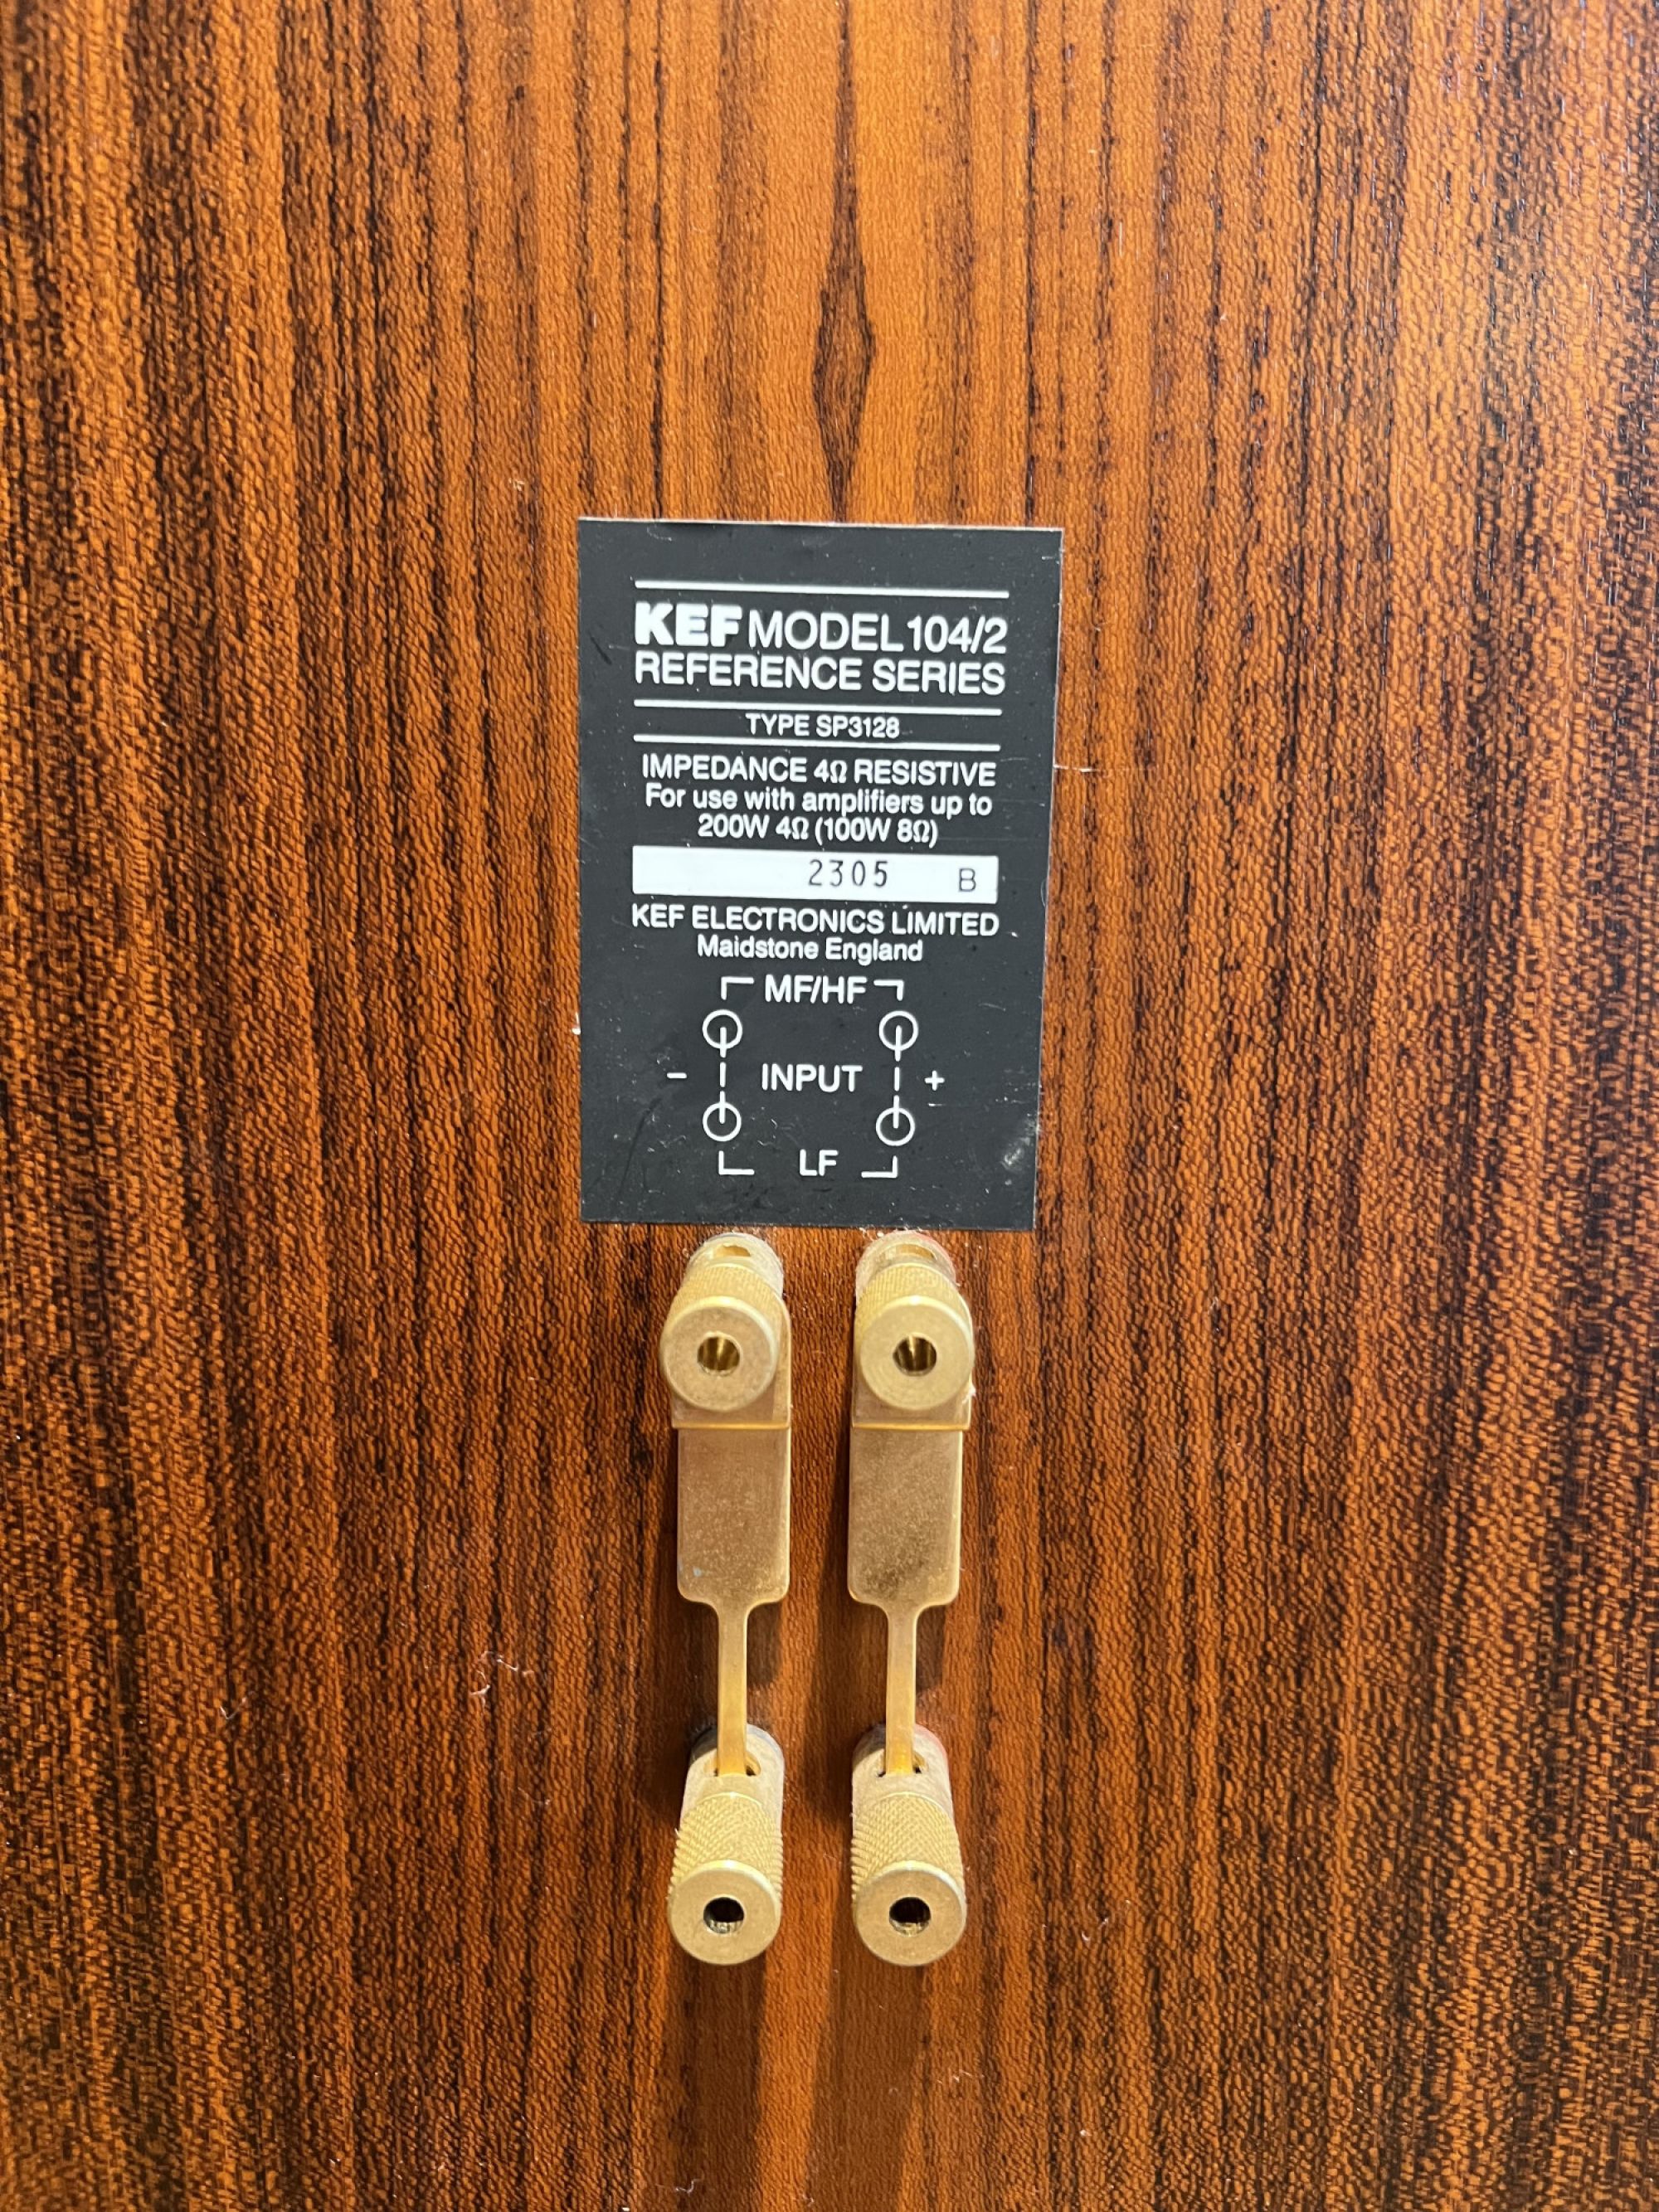 KEF MODEL 104/2
REFERENCE SERIES
TYPE SP3128
IMPEDANCE 4Ω RESISTIVE
For use with amplifiers up to
200W 4Ω (100W 8Ω)
2305 B
KEF ELECTRONICS LIMITED
Maidstone England
MF/HF
- INPUT +
LF